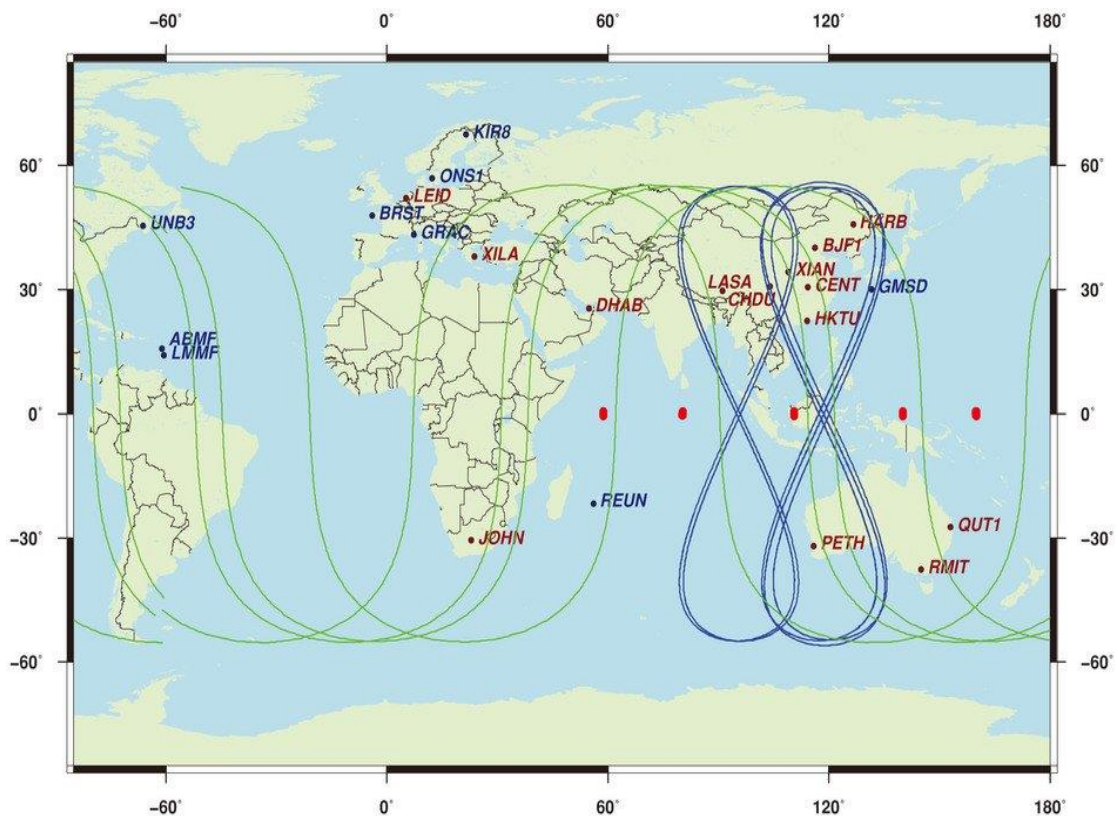 −60° 0° 60° 120° 180°
KIR8
60° 60°
ONS1
LEID
BRST
UNB3 HARB
GRAC
BJF1
XILA
XIAN
LASA CENT
30° GMSD 30°
CHDU
DHAB
HKTU
ABMF
LMMF
0° 0°
REUN
QUT1
−30° −30°
JOHN PETH
RMIT
−60° −60°
−60° 0° 60° 120° 180°